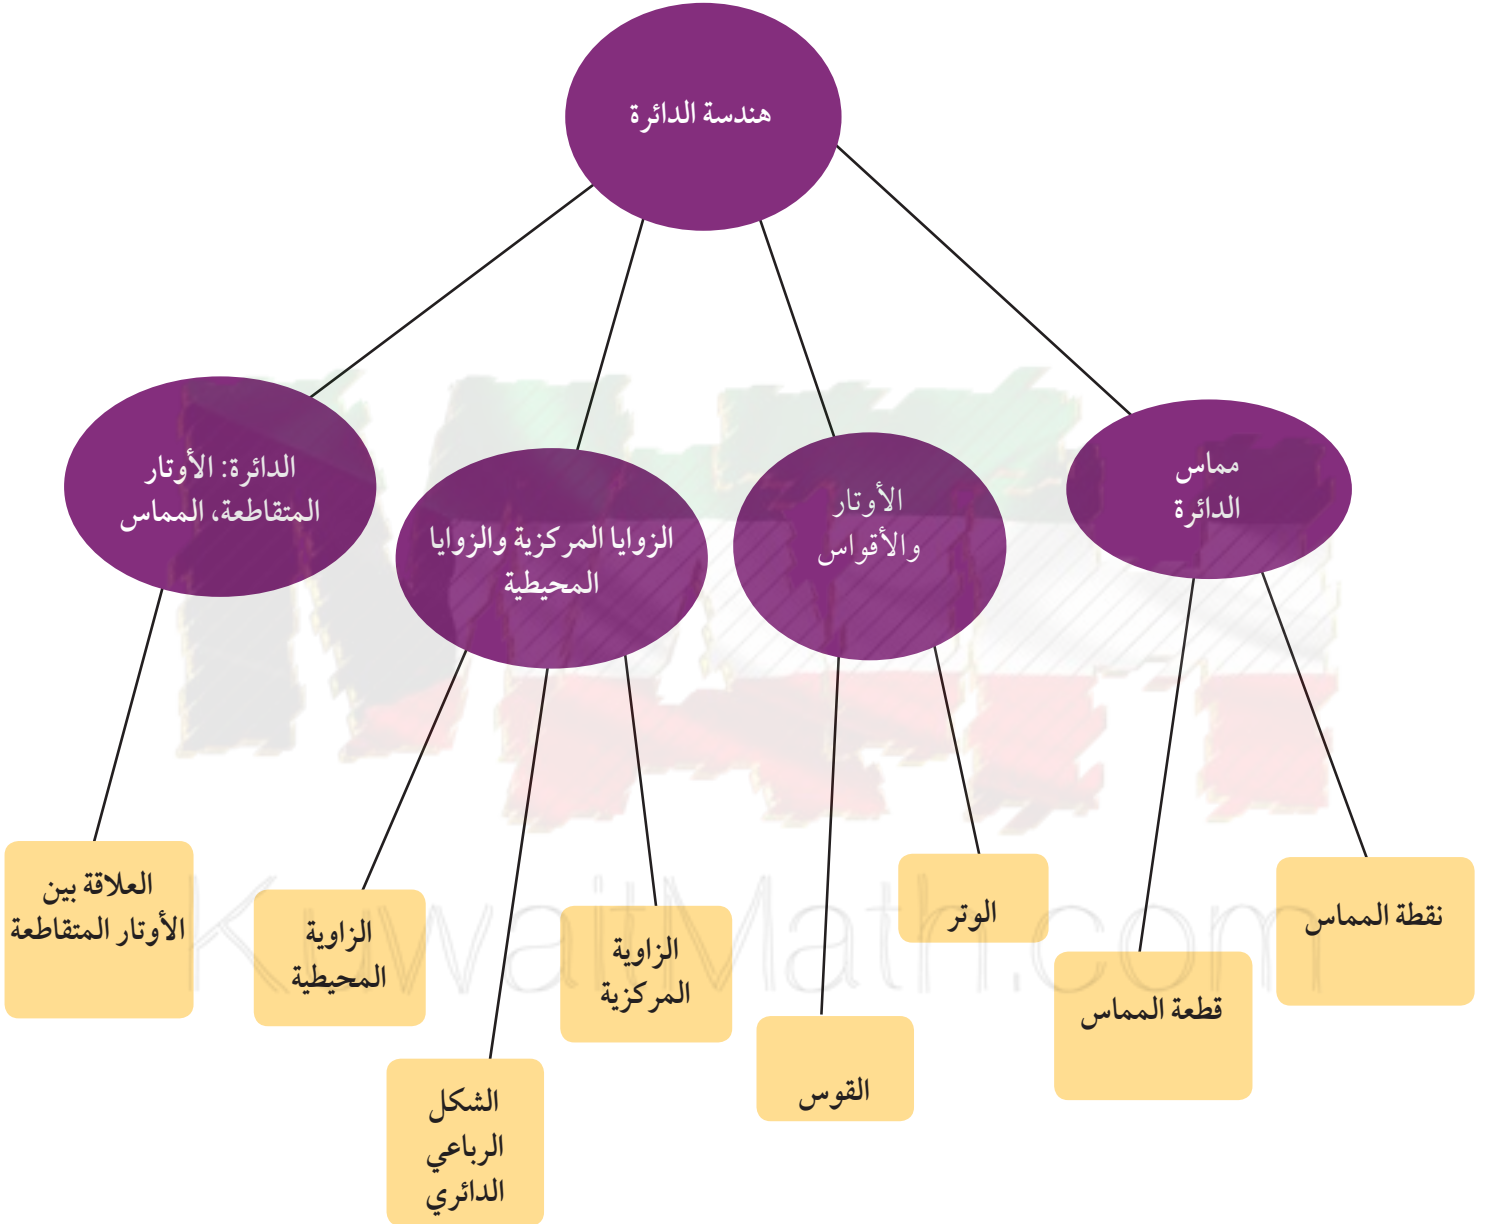 هندسة الدائرة
مماس
الدائرة
الأوتار
والأقواس
الزوايا المركزية والزوايا
المحيطية
الدائرة: الأوتار
المتقاطعة، المماس
نقطة المماس
قطعة المماس
الوتر
القوس
الزاوية
المركزية
الشكل
الرباعي
الدائري
الزاوية
المحيطية
العلاقة بين
الأوتار المتقاطعة
KuwaitMath.com